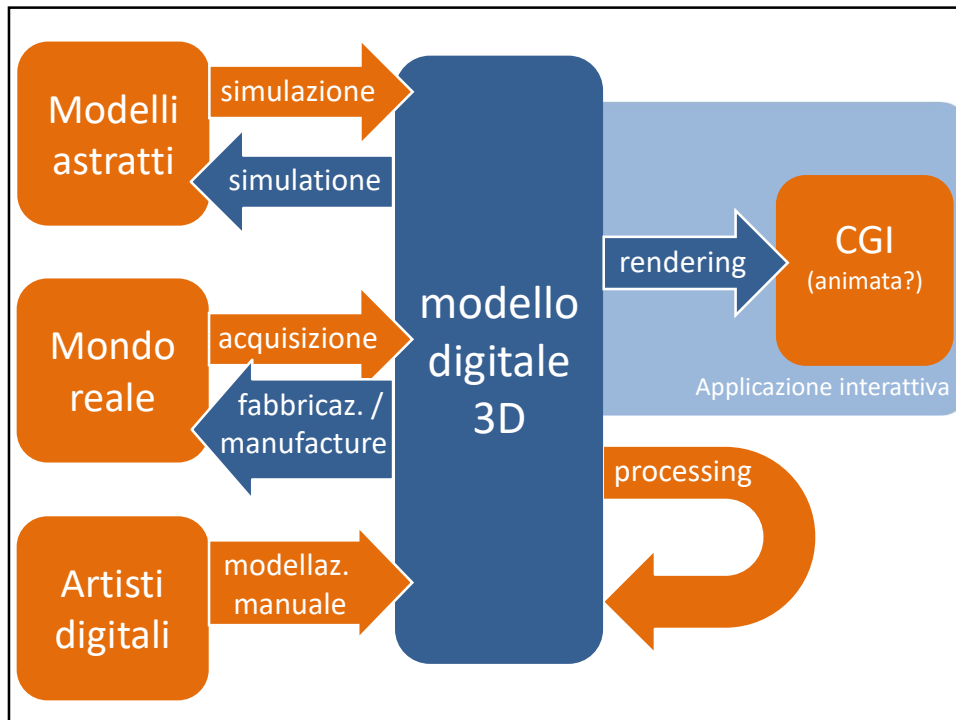 Modelli
astratti
simulazione
simulatione
Mondo
reale
acquisizione
fabbricaz. /
manufacture
Artisti
digitali
modellaz.
manuale
modello
digitale
3D
rendering
CGI
(animata?)
Applicazione interattiva
processing